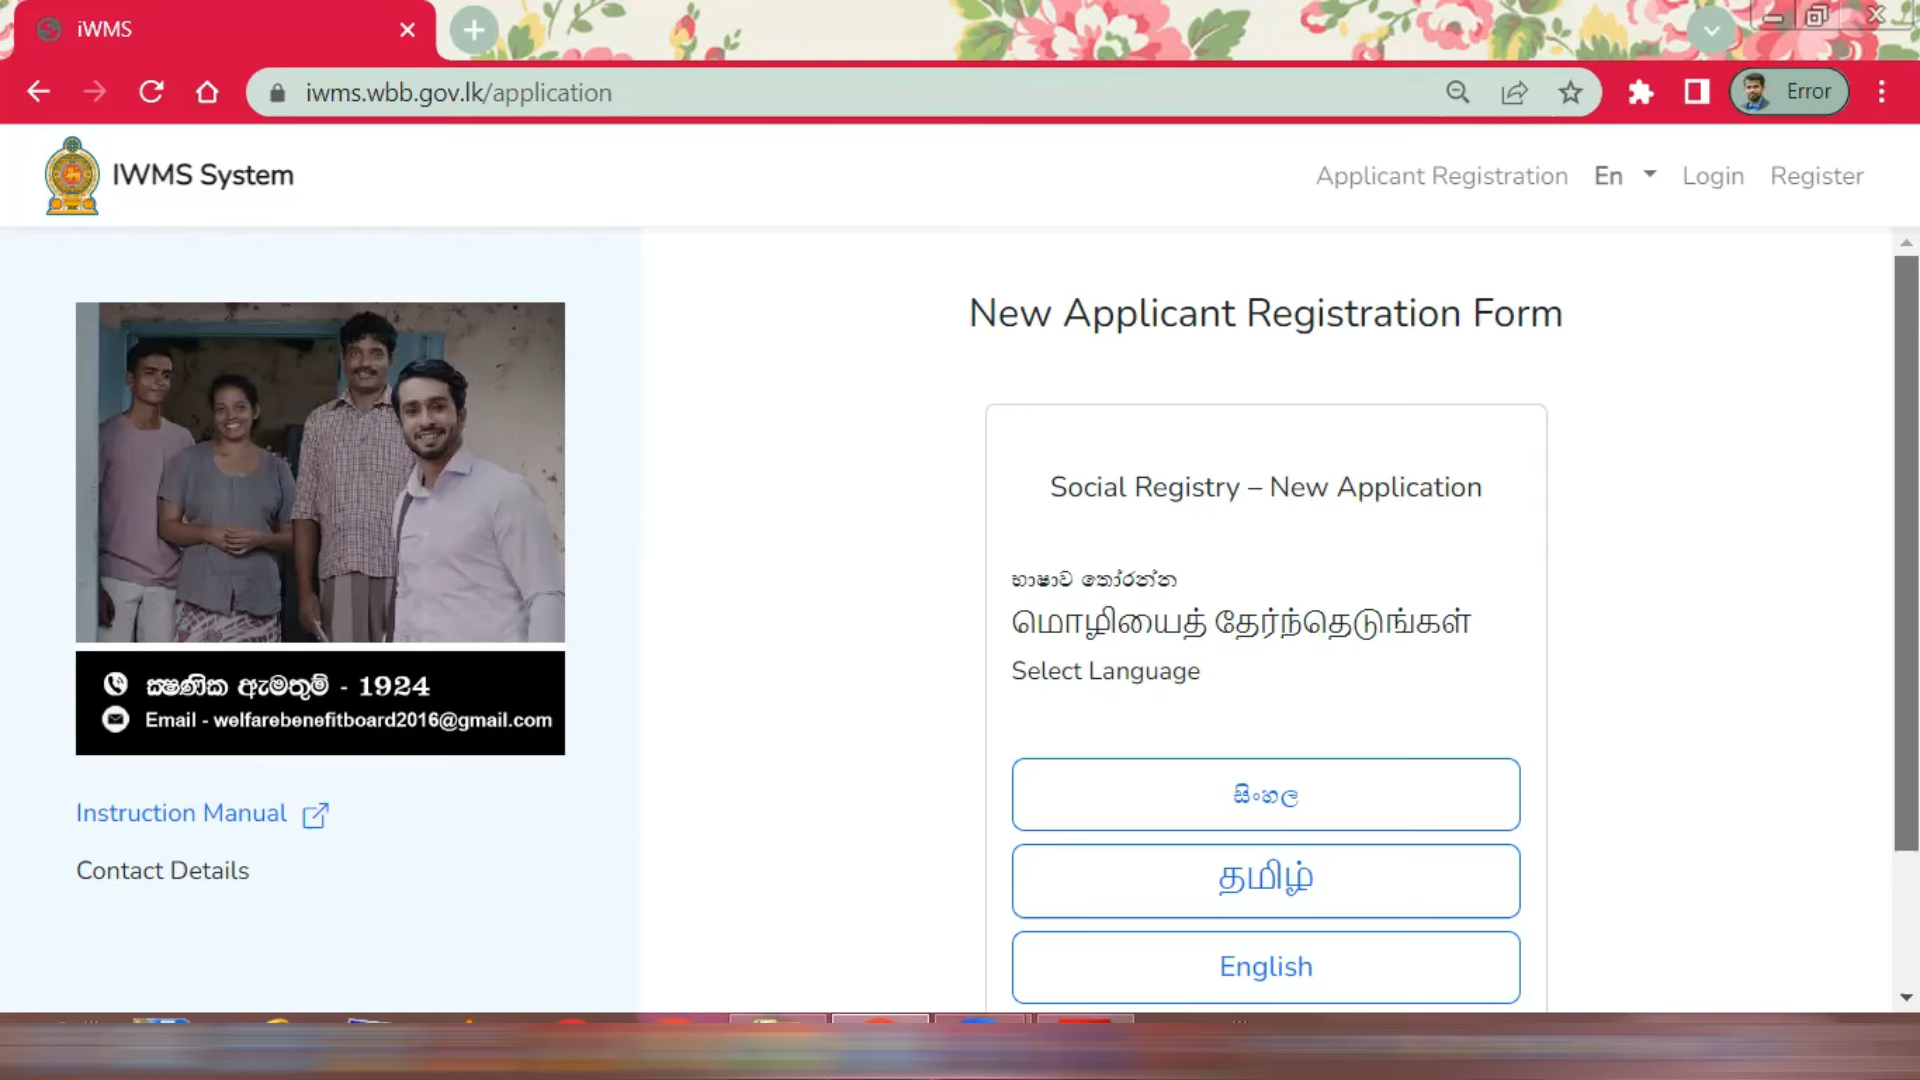 iWMS
iwms.wbb.gov.lk/application
Error
IWMS System
Applicant Registration
En
Login
Register
New Applicant Registration Form
Social Registry – New Application
භාෂාව තෝරන්න
மொழியைத் தேர்ந்தெடுங்கள்
Select Language
සිංහල
தமிழ்
English
ක්ෂණික ඇමතුම් - 1924
Email - welfarebenefitboard2016@gmail.com
Instruction Manual
Contact Details